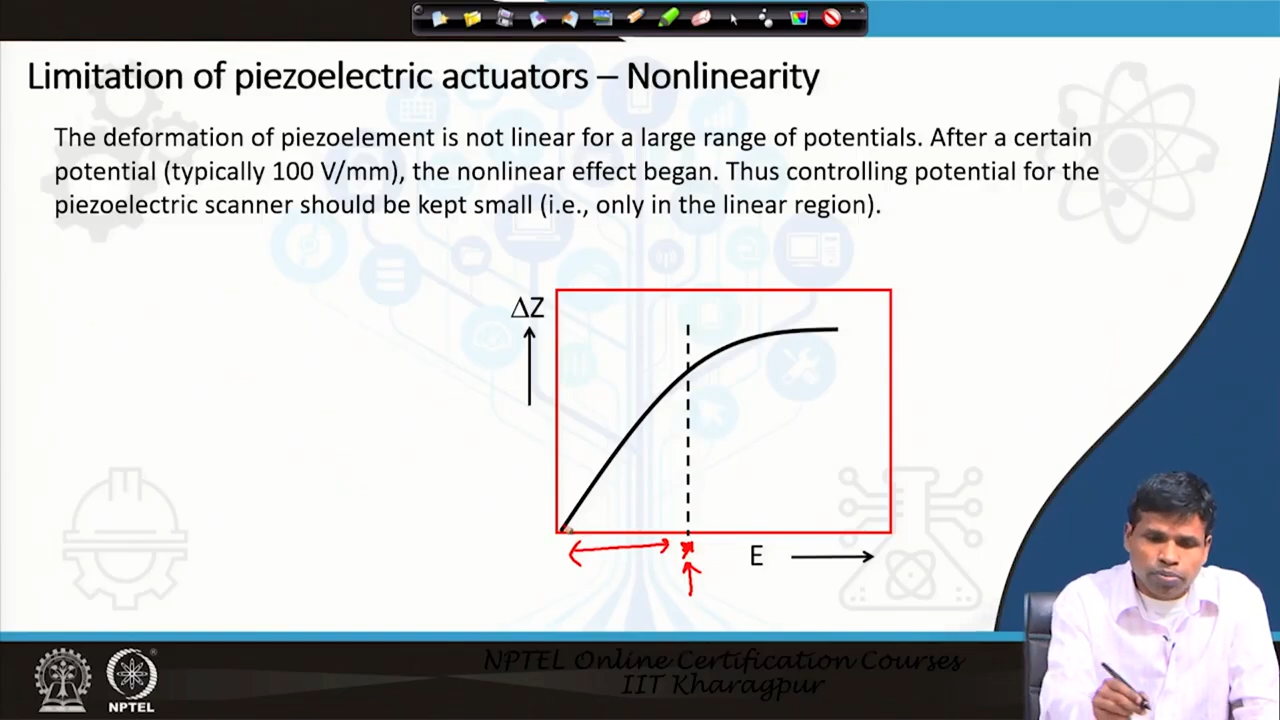 Limitation of piezoelectric actuators – Nonlinearity
The deformation of piezoelement is not linear for a large range of potentials. After a certain
potential (typically 100 V/mm), the nonlinear effect began. Thus controlling potential for the
piezoelectric scanner should be kept small (i.e., only in the linear region).
ΔZ
E
NPTEL Online Certification Courses
IIT Kharagpur
NPTEL